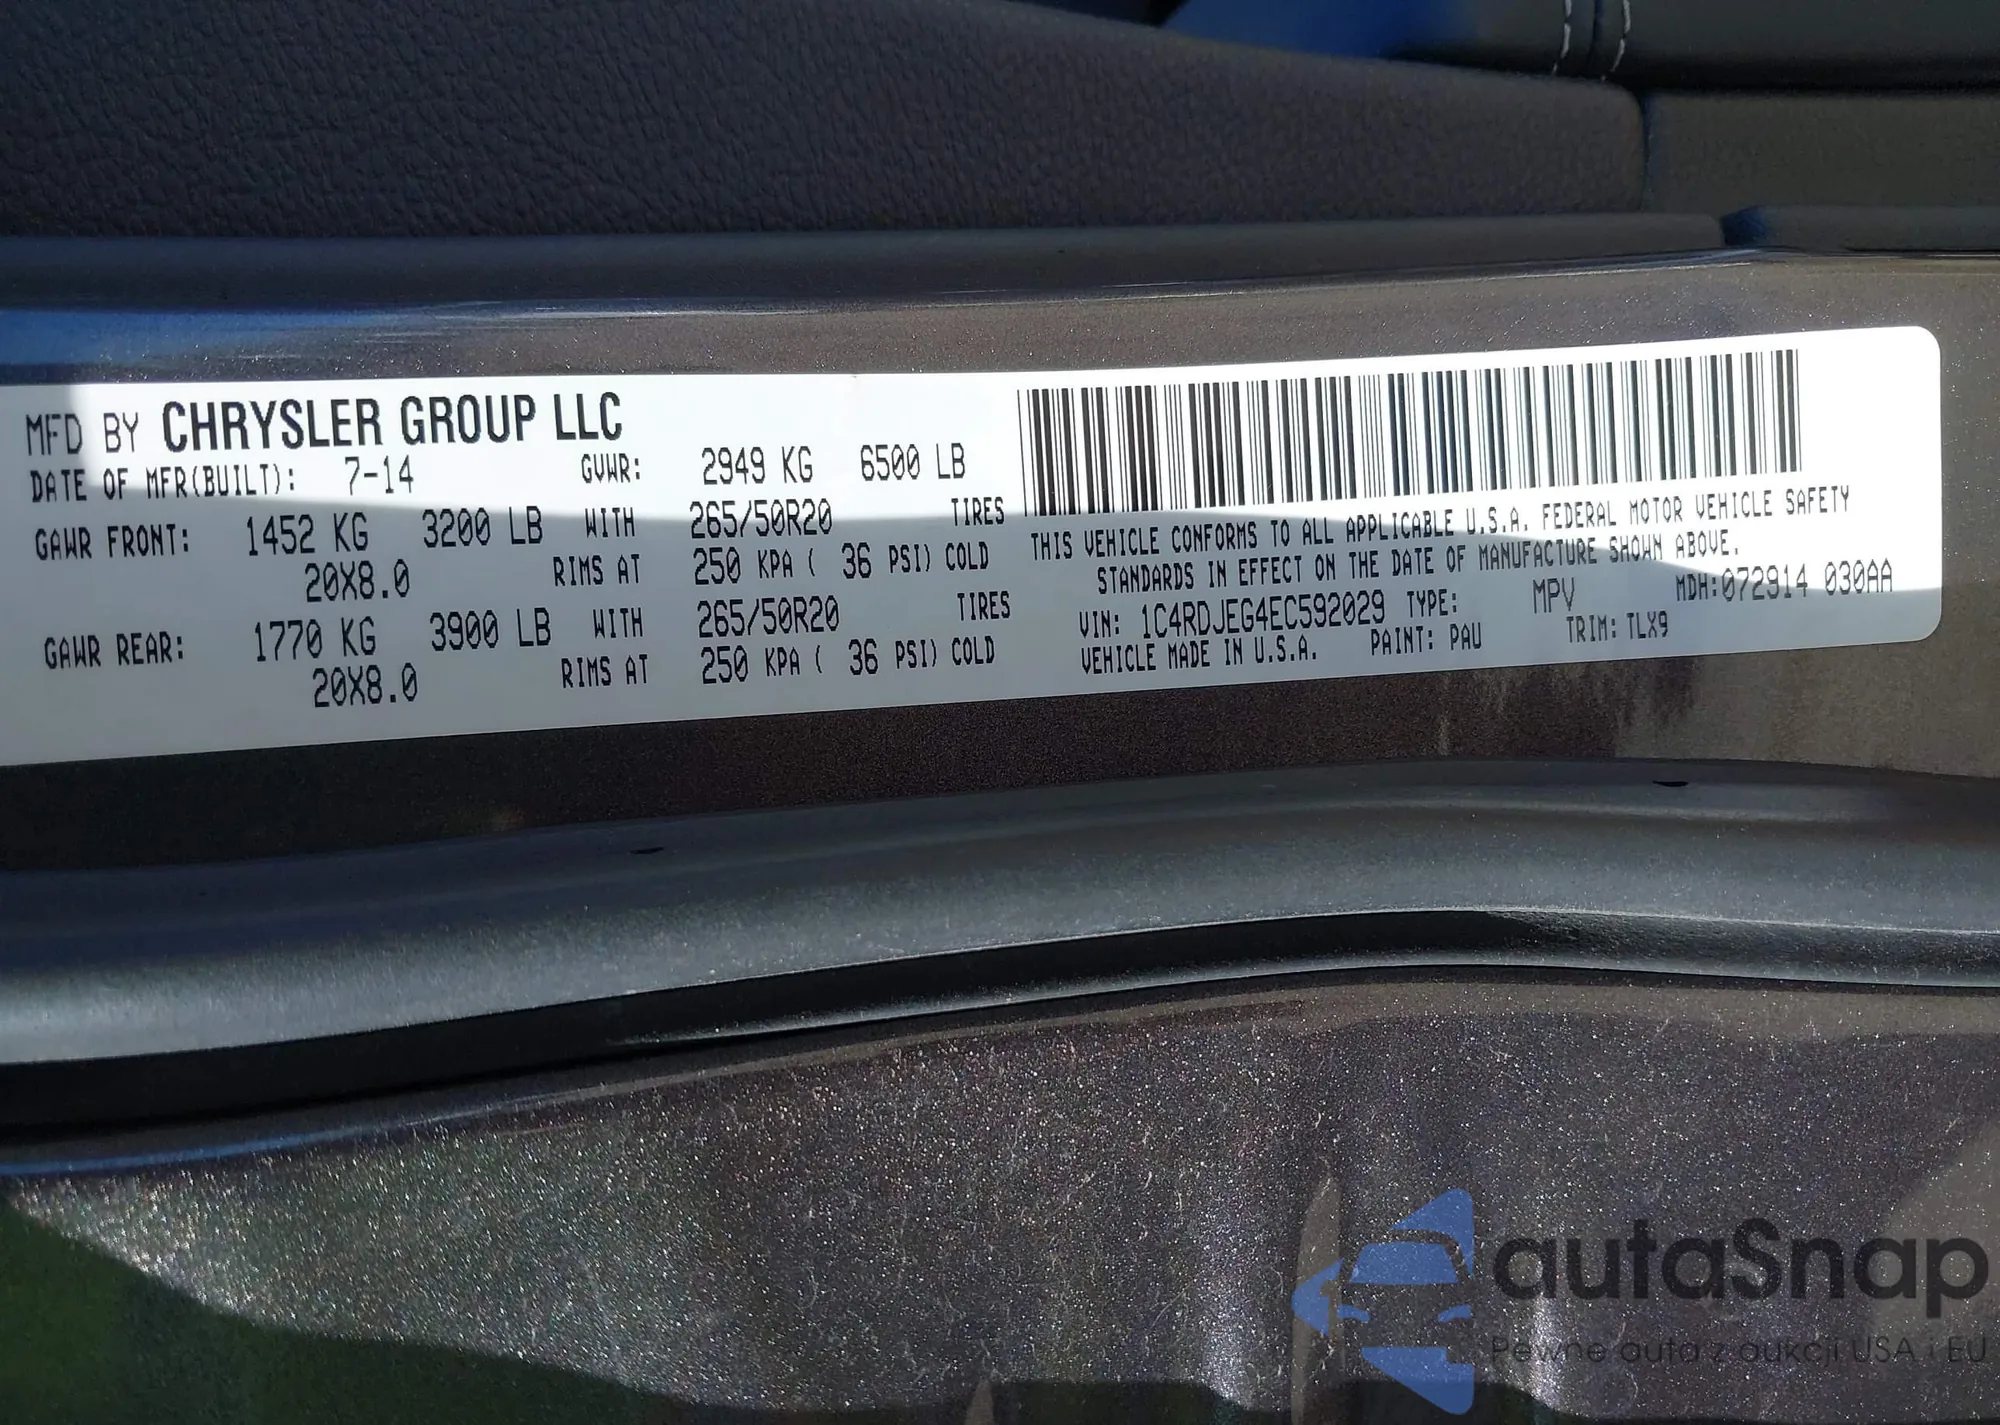 MFD BY CHRYSLER GROUP LLC
DATE OF MFR(BUILT): 7-14 GVWR: 2949 KG 6500 LB
GAWR FRONT: 1452 KG 3200 LB WITH 265/50R20 TIRES
20X8.0 RIMS AT 250 KPA ( 36 PSI) COLD
GAWR REAR: 1770 KG 3900 LB WITH 265/50R20 TIRES
20X8.0 RIMS AT 250 KPA ( 36 PSI) COLD
THIS VEHICLE CONFORMS TO ALL APPLICABLE U.S.A. FEDERAL MOTOR VEHICLE SAFETY
STANDARDS IN EFFECT ON THE DATE OF MANUFACTURE SHOWN ABOVE.
VIN: 1C4RDJEG4EC592029 TYPE: MPV MDH:072914 030AA
VEHICLE MADE IN U.S.A. PAINT: PAU TRIM: TLX9
autaSnap
Pewne auta z aukcji USA i EU